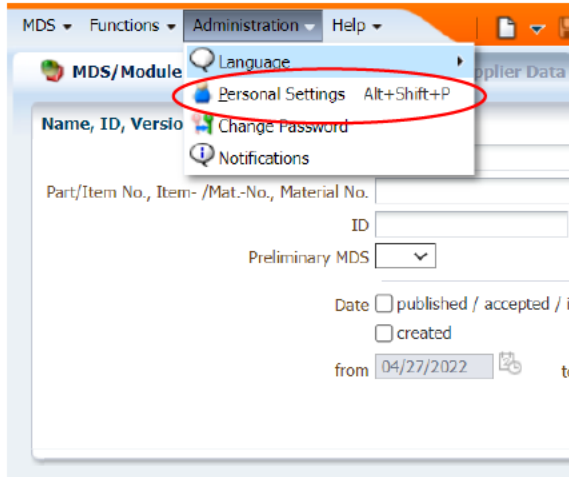 MDS Functions Administration Help
Language
MDS/Module pplier Data
Personal Settings Alt+Shift+P
Name, ID, Versio Change Password
Notifications
Part/Item No., Item- /Mat.-No., Material No.
ID
Preliminary MDS
Date published / accepted / i
created
from 04/27/2022 t